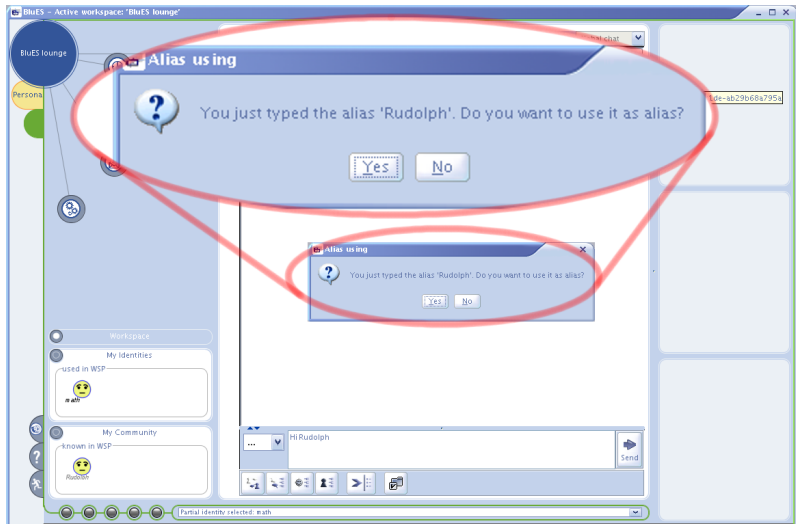 BluES - Active workspace: 'BluES lounge'
BluES lounge
Persona
chat
Alias using
You just typed the alias 'Rudolph'. Do you want to use it as alias?
Yes No
1de-ab29b68a795a
Alias using
You just typed the alias 'Rudolph'. Do you want to use it as alias?
Yes No
Workspace
My Identities
used in WSP
math
My Community
known in WSP
Rudolph
...
Hi Rudolph
Send
Partial identity selected: math